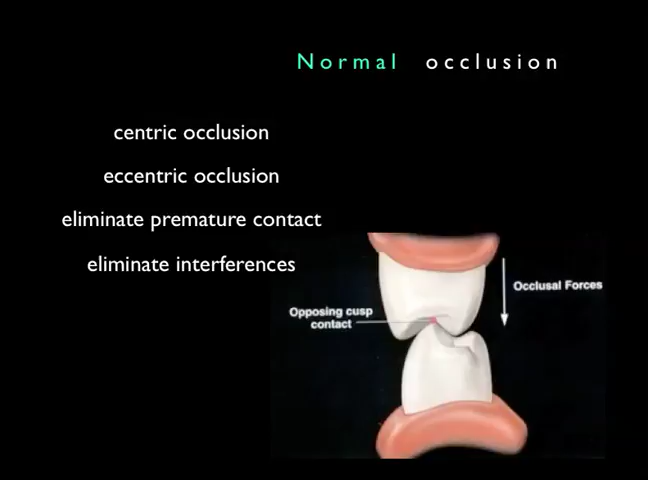 Normal occlusion
centric occlusion
eccentric occlusion
eliminate premature contact
eliminate interferences
Occlusal Forces
Opposing cusp
contact